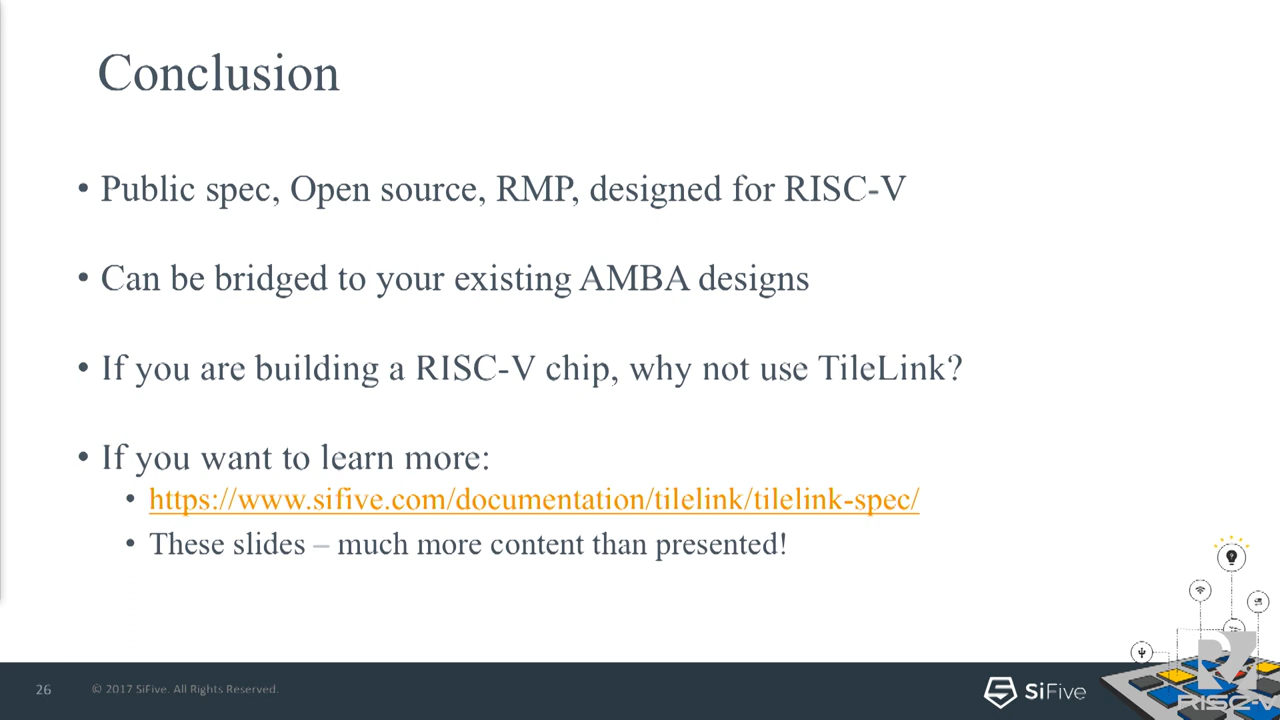 Conclusion
• Public spec, Open source, RMP, designed for RISC-V
• Can be bridged to your existing AMBA designs
• If you are building a RISC-V chip, why not use TileLink?
• If you want to learn more:
• https://www.sifive.com/documentation/tilelink/tilelink-spec/
• These slides – much more content than presented!
26
© 2017 SiFive. All Rights Reserved.
SiFive
RISC-V